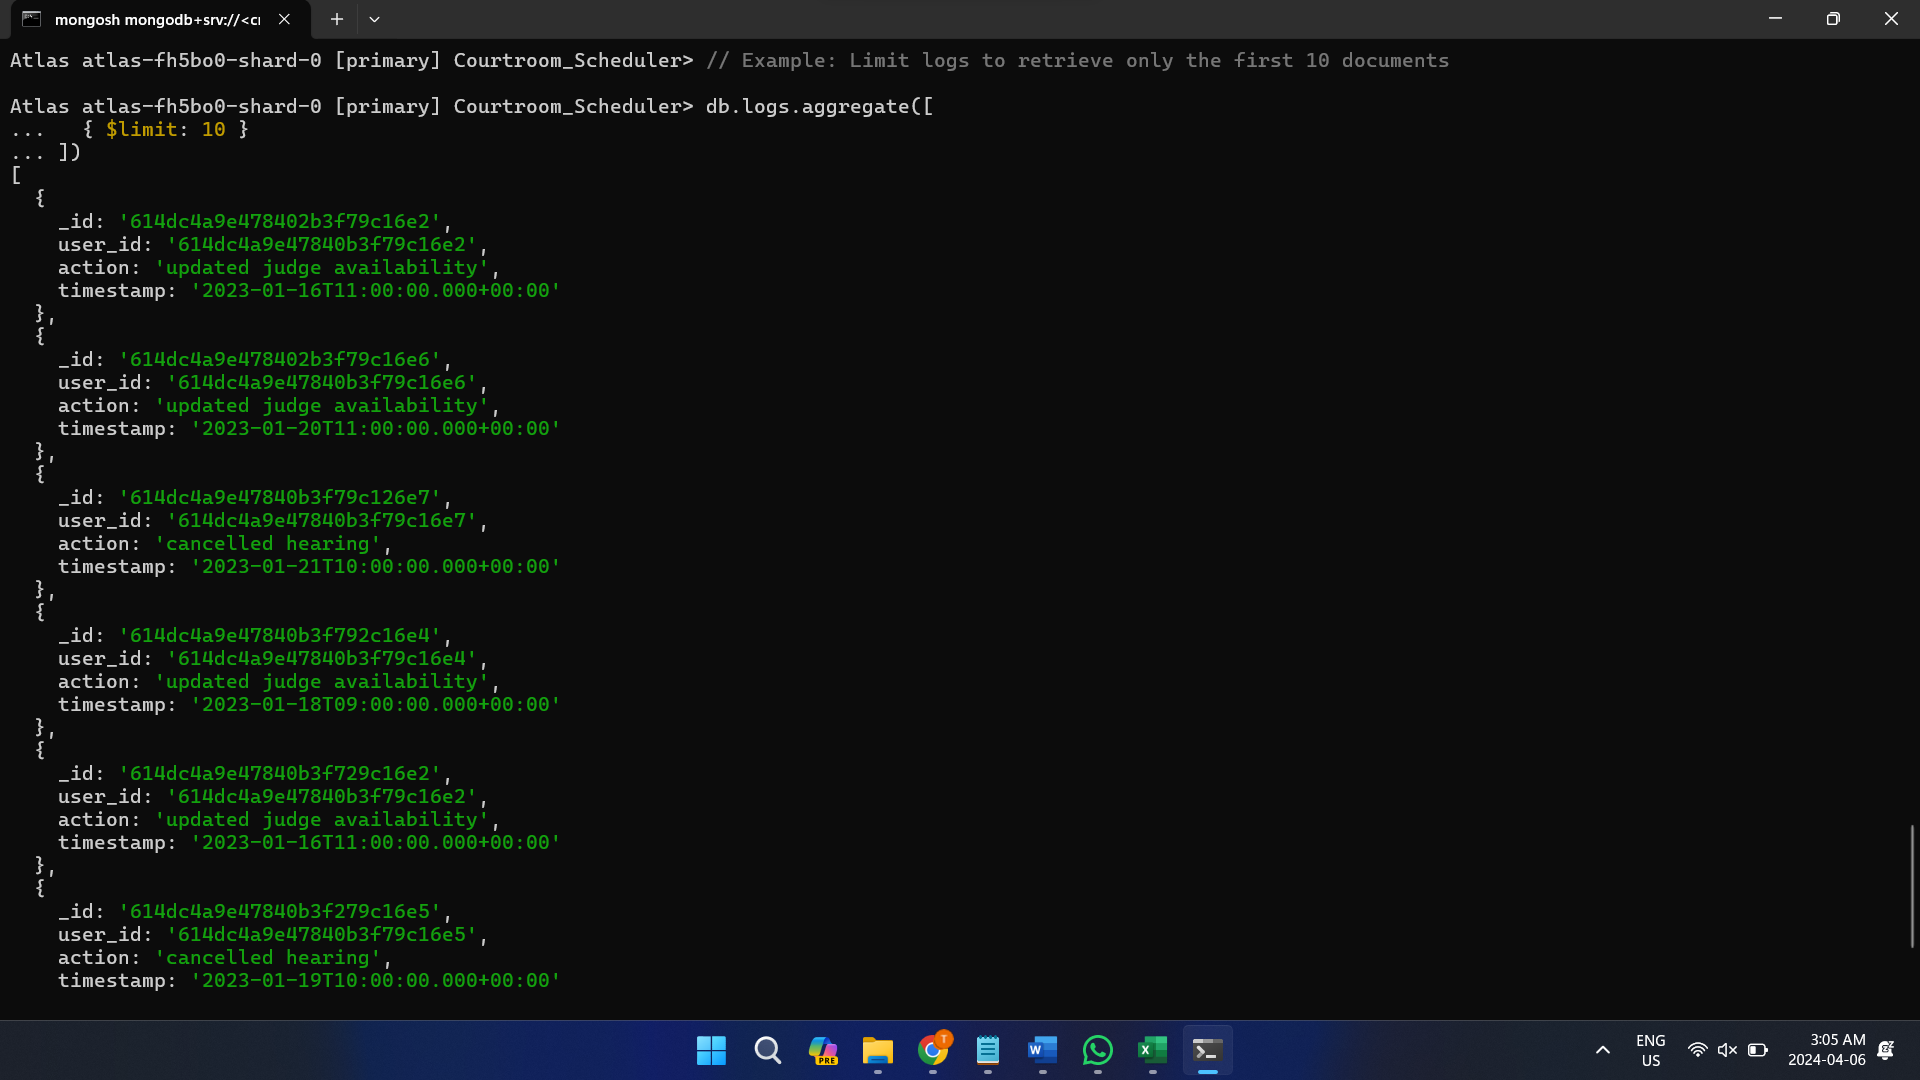 mongosh mongodb+srv://<cr
Atlas atlas-fh5bo0-shard-0 [primary] Courtroom_Scheduler> // Example: Limit logs to retrieve only the first 10 documents
Atlas atlas-fh5bo0-shard-0 [primary] Courtroom_Scheduler> db.logs.aggregate([
...   { $limit: 10 }
... ])
[
  {
    _id: '614dc4a9e478402b3f79c16e2',
    user_id: '614dc4a9e47840b3f79c16e2',
    action: 'updated judge availability',
    timestamp: '2023-01-16T11:00:00.000+00:00'
  },
  {
    _id: '614dc4a9e478402b3f79c16e6',
    user_id: '614dc4a9e47840b3f79c16e6',
    action: 'updated judge availability',
    timestamp: '2023-01-20T11:00:00.000+00:00'
  },
  {
    _id: '614dc4a9e47840b3f79c126e7',
    user_id: '614dc4a9e47840b3f79c16e7',
    action: 'cancelled hearing',
    timestamp: '2023-01-21T10:00:00.000+00:00'
  },
  {
    _id: '614dc4a9e47840b3f792c16e4',
    user_id: '614dc4a9e47840b3f79c16e4',
    action: 'updated judge availability',
    timestamp: '2023-01-18T09:00:00.000+00:00'
  },
  {
    _id: '614dc4a9e47840b3f729c16e2',
    user_id: '614dc4a9e47840b3f79c16e2',
    action: 'updated judge availability',
    timestamp: '2023-01-16T11:00:00.000+00:00'
  },
  {
    _id: '614dc4a9e47840b3f279c16e5',
    user_id: '614dc4a9e47840b3f79c16e5',
    action: 'cancelled hearing',
    timestamp: '2023-01-19T10:00:00.000+00:00'
PRE
T
W
X
ENG
US
3:05 AM
2024-04-06